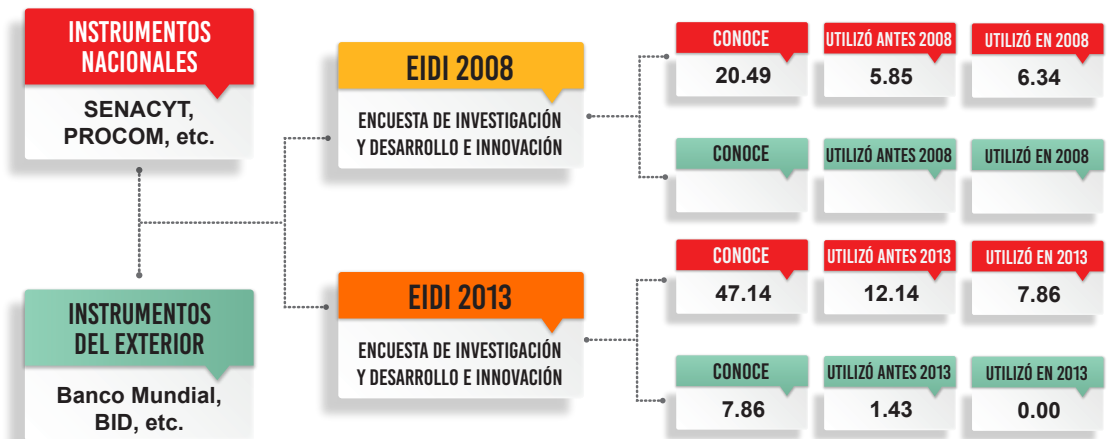 INSTRUMENTOS
NACIONALES
SENACYT,
PROCOM, etc.
INSTRUMENTOS
DEL EXTERIOR
Banco Mundial,
BID, etc.
EIDI 2008
ENCUESTA DE INVESTIGACIÓN
Y DESARROLLO E INNOVACIÓN
CONOCE
20.49
UTILIZÓ ANTES 2008
5.85
UTILIZÓ EN 2008
6.34
CONOCE
UTILIZÓ ANTES 2008
UTILIZÓ EN 2008
EIDI 2013
ENCUESTA DE INVESTIGACIÓN
Y DESARROLLO E INNOVACIÓN
CONOCE
47.14
UTILIZÓ ANTES 2013
12.14
UTILIZÓ EN 2013
7.86
CONOCE
7.86
UTILIZÓ ANTES 2013
1.43
UTILIZÓ EN 2013
0.00